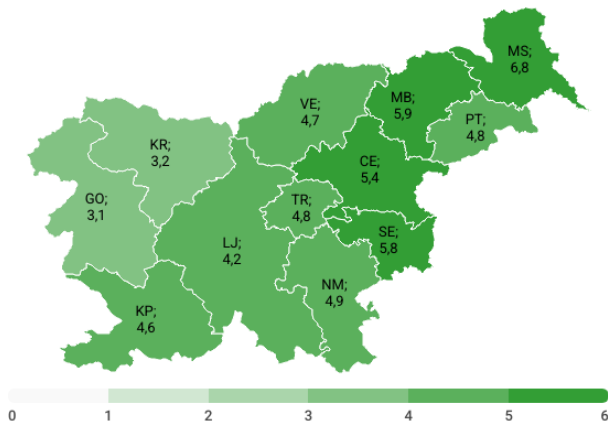 MS;
6,8
VE;
4,7
MB;
5,9
PT;
4,8
KR;
3,2
CE;
5,4
GO;
3,1
TR;
4,8
SE;
5,8
LJ;
4,2
NM;
4,9
KP;
4,6
0 1 2 3 4 5 6